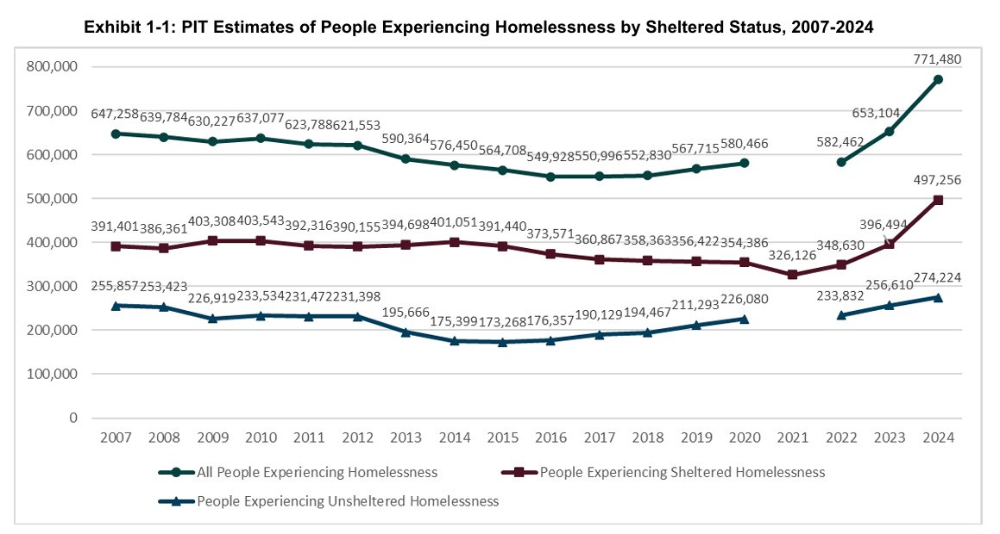 Exhibit 1-1: PIT Estimates of People Experiencing Homelessness by Sheltered Status, 2007-2024
800,000
700,000
600,000
500,000
400,000
300,000
200,000
100,000
0
647,258 639,784 630,227 637,077 623,788 621,553 590,364 576,450 564,708 549,928 550,996 552,830 567,715 580,466 582,462 653,104 771,480
391,401 386,361 403,308 403,543 392,316 390,155 394,698 401,051 391,440 373,571 360,867 358,363 356,422 354,386 326,126 348,630 396,494 497,256
255,857 253,423 226,919 233,534 231,472 231,398 195,666 175,399 173,268 176,357 190,129 194,467 211,293 226,080 233,832 256,610 274,224
2007 2008 2009 2010 2011 2012 2013 2014 2015 2016 2017 2018 2019 2020 2021 2022 2023 2024
All People Experiencing Homelessness
People Experiencing Sheltered Homelessness
People Experiencing Unsheltered Homelessness